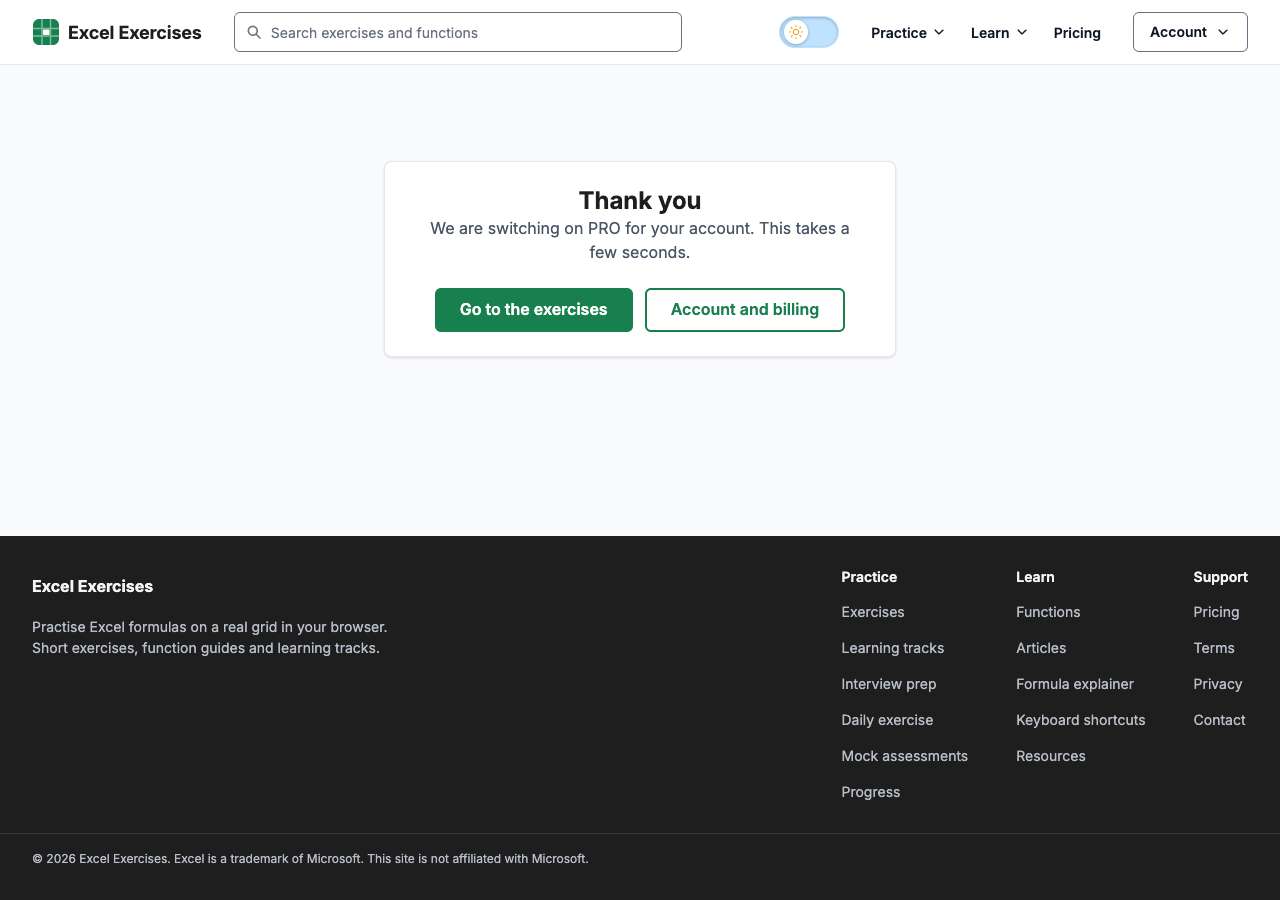 Excel Exercises
Search exercises and functions
Practice
Learn
Pricing
Account
Thank you
We are switching on PRO for your account. This takes a
few seconds.
Go to the exercises
Account and billing
Excel Exercises
Practise Excel formulas on a real grid in your browser.
Short exercises, function guides and learning tracks.
Practice
Exercises
Learning tracks
Interview prep
Daily exercise
Mock assessments
Progress
Learn
Functions
Articles
Formula explainer
Keyboard shortcuts
Resources
Support
Pricing
Terms
Privacy
Contact
© 2026 Excel Exercises. Excel is a trademark of Microsoft. This site is not affiliated with Microsoft.